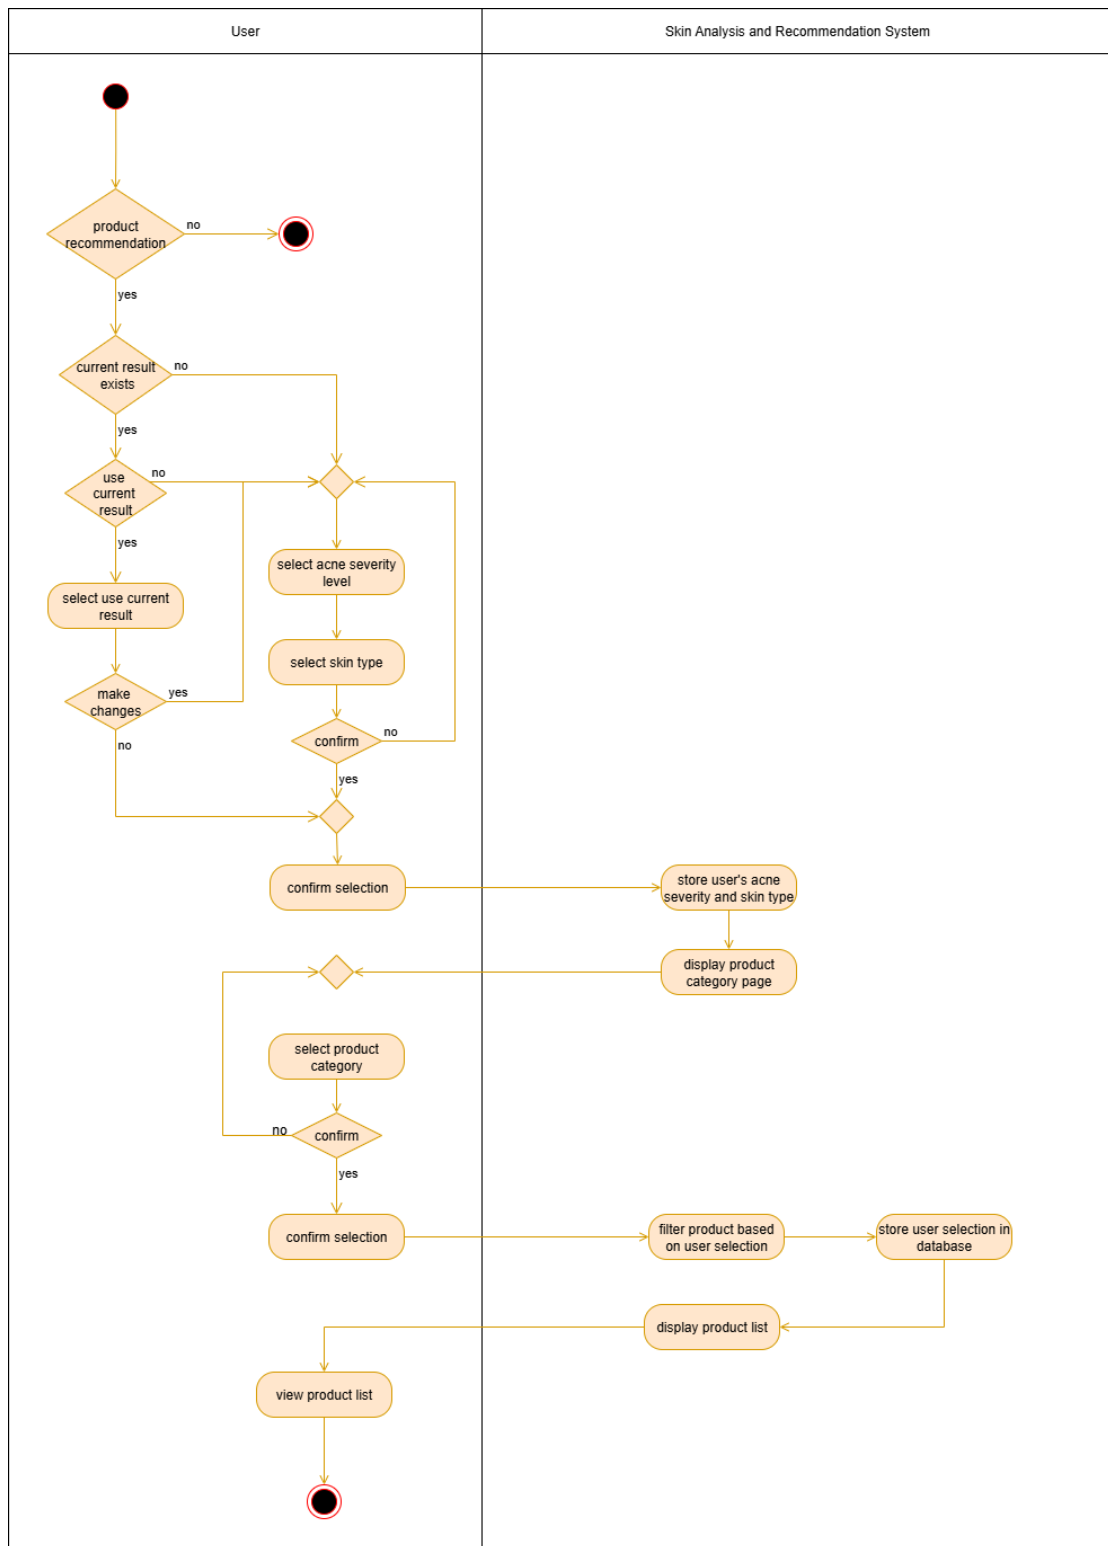 User
Skin Analysis and Recommendation System
product
recommendation
no
yes
current result
exists
no
yes
use
current
result
no
yes
select acne severity
level
select use current
result
select skin type
make
changes
yes
no
confirm
no
yes
confirm selection
store user's acne
severity and skin type
display product
category page
select product
category
confirm
no
yes
confirm selection
filter product based
on user selection
store user selection in
database
display product list
view product list